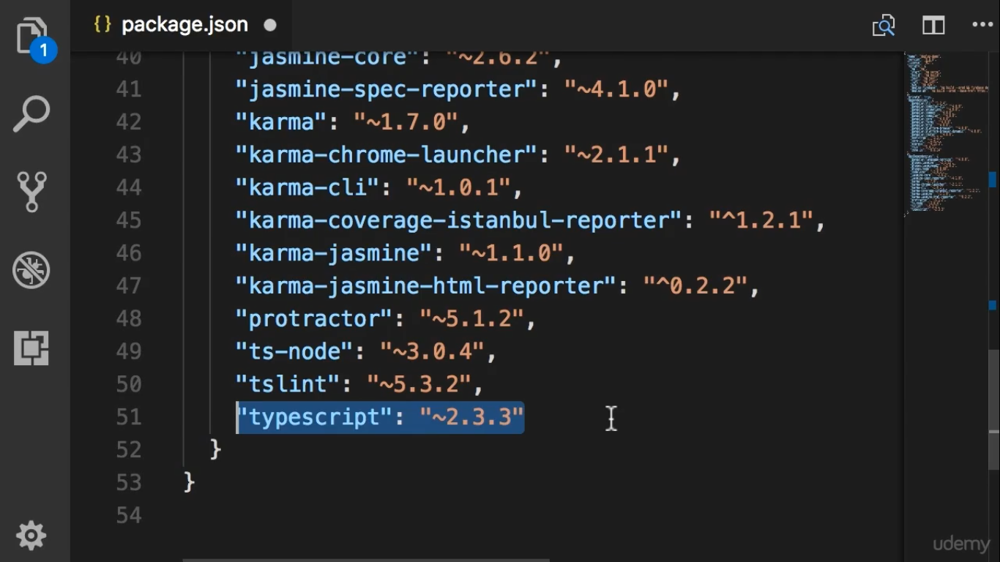 {} package.json
1
40 "jasmine-core": "~2.6.2",
41 "jasmine-spec-reporter": "~4.1.0",
42 "karma": "~1.7.0",
43 "karma-chrome-launcher": "~2.1.1",
44 "karma-cli": "~1.0.1",
45 "karma-coverage-istanbul-reporter": "^1.2.1",
46 "karma-jasmine": "~1.1.0",
47 "karma-jasmine-html-reporter": "^0.2.2",
48 "protractor": "~5.1.2",
49 "ts-node": "~3.0.4",
50 "tslint": "~5.3.2",
51 "typescript": "~2.3.3"
52 }
53 }
54
udemy